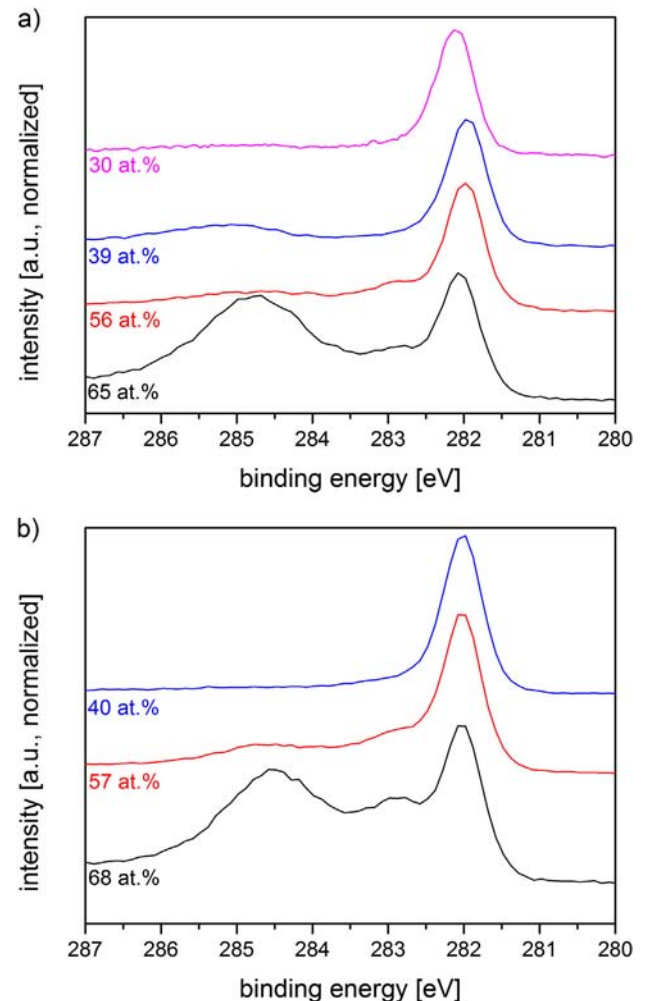 a)
intensity [a.u., normalized]
30 at.%
39 at.%
56 at.%
65 at.%
287 286 285 284 283 282 281 280
binding energy [eV]
b)
intensity [a.u., normalized]
40 at.%
57 at.%
68 at.%
287 286 285 284 283 282 281 280
binding energy [eV]